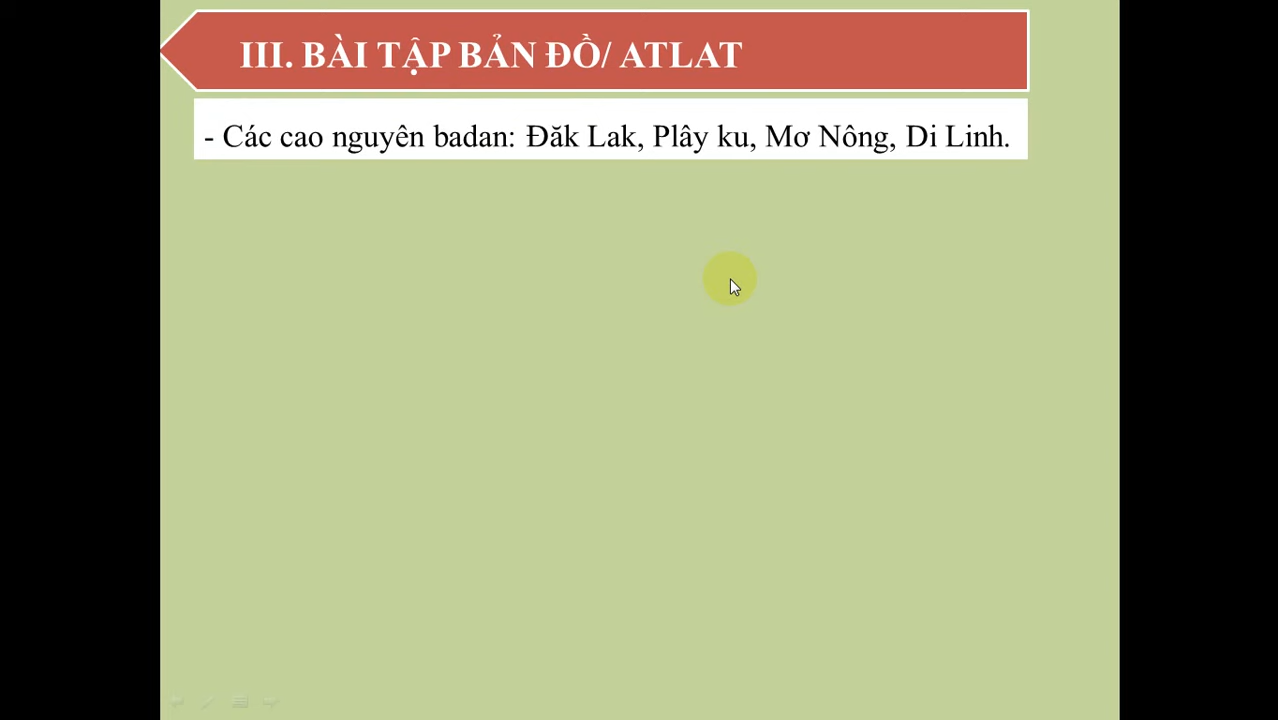 III. BÀI TẬP BẢN ĐỒ/ ATLAT
- Các cao nguyên badan: Đăk Lak, Plây ku, Mơ Nông, Di Linh.